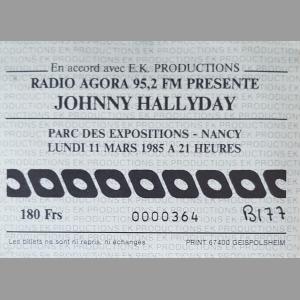 En accord avec E.K. PRODUCTIONS
RADIO AGORA 95,2 FM PRESENTE
JOHNNY HALLYDAY
PARC DES EXPOSITIONS - NANCY
LUNDI 11 MARS 1985 A 21 HEURES
180 Frs 0000364 B177
Les billets ne sont ni repris, ni échangés PRINT 67400 GEISPOLSHEIM